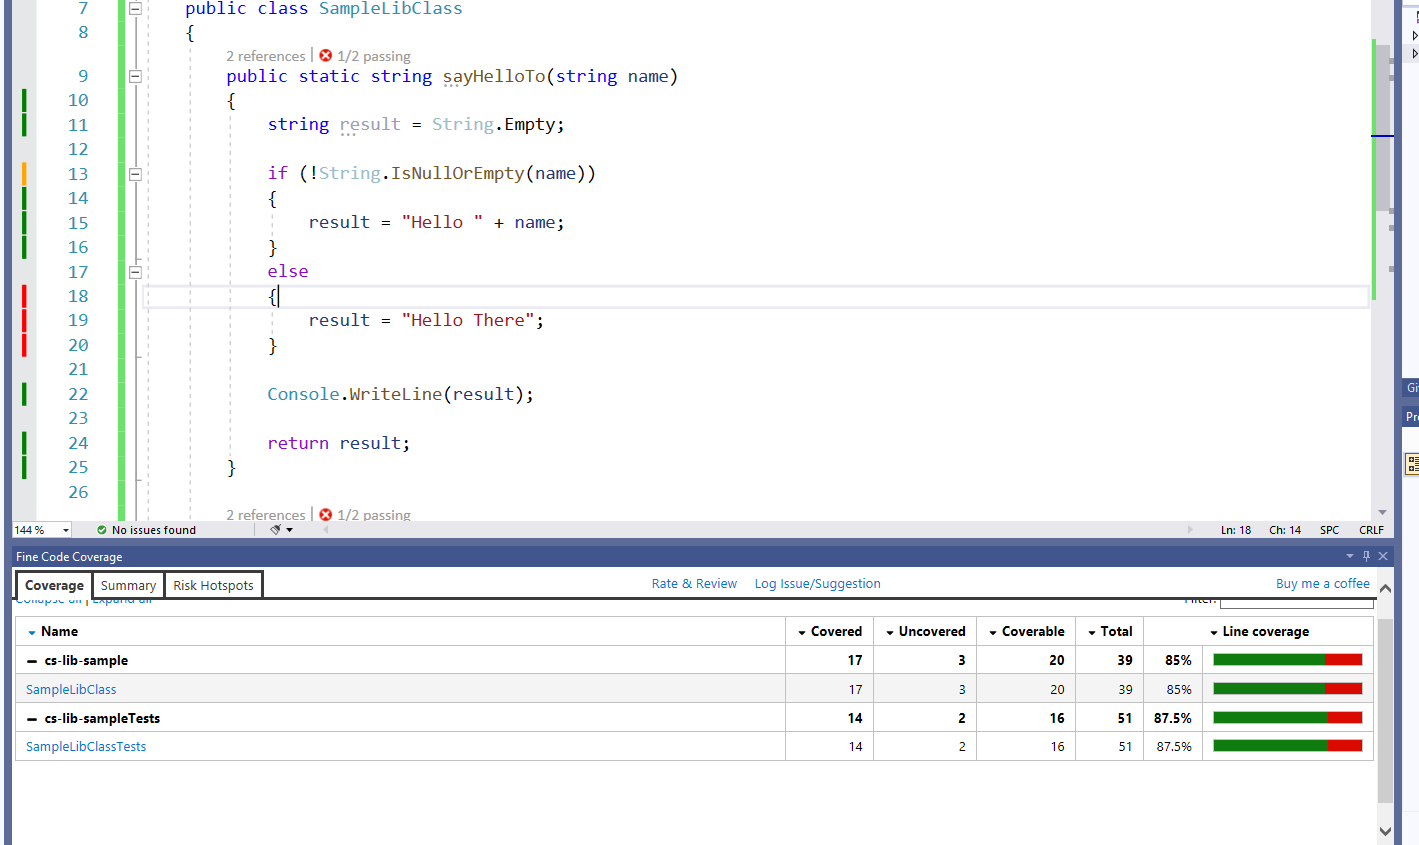 7 public class SampleLibClass
8 {
2 references | 1/2 passing
9 public static string sayHelloTo(string name)
10 {
11 string result = String.Empty;
12
13 if (!String.IsNullOrEmpty(name))
14 {
15 result = "Hello " + name;
16 }
17 else
18 {
19 result = "Hello There";
20 }
21
22 Console.WriteLine(result);
23
24 return result;
25 }
26
2 references | 1/2 passing
144 % No issues found Ln: 18 Ch: 14 SPC CRLF
Fine Code Coverage
Coverage Summary Risk Hotspots Rate & Review Log Issue/Suggestion Buy me a coffee
Collapse all | Expand all Filter:
Name Covered Uncovered Coverable Total Line coverage
cs-lib-sample 17 3 20 39 85%
SampleLibClass 17 3 20 39 85%
cs-lib-sampleTests 14 2 16 51 87.5%
SampleLibClassTests 14 2 16 51 87.5%